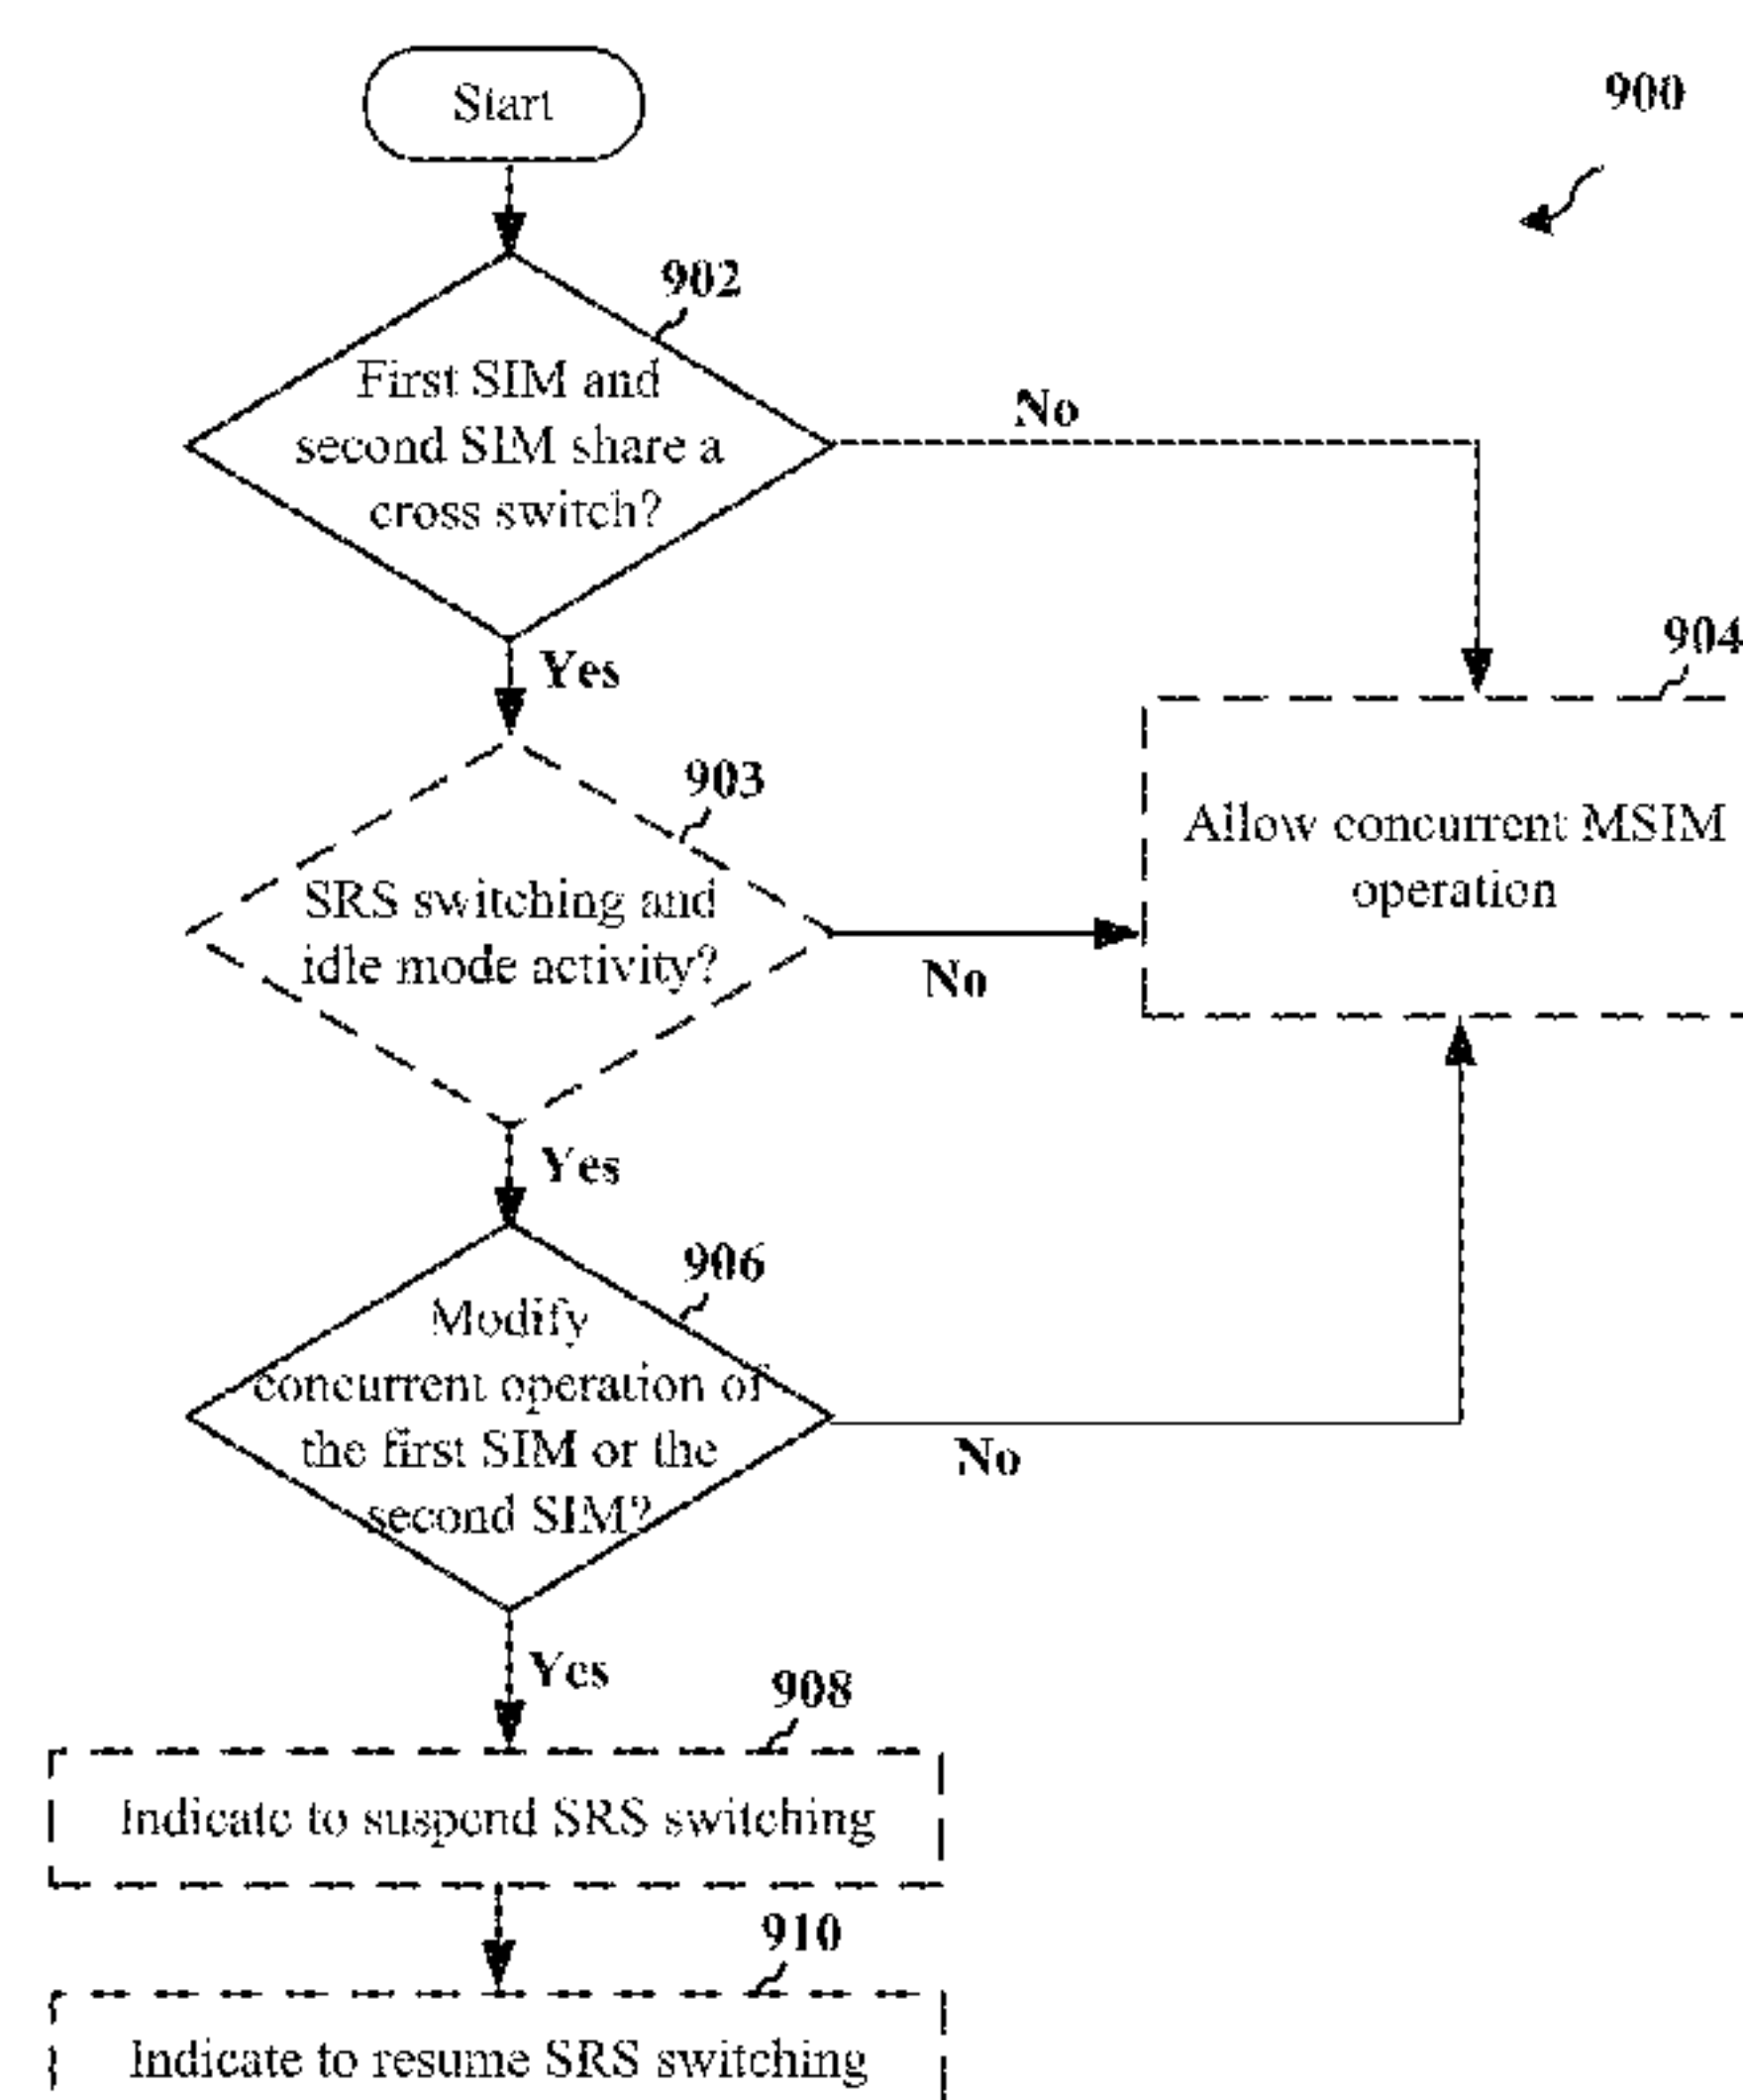 Start
900
902
First SIM and
second SIM share a
cross switch?
No
Yes
904
903
Allow concurrent MSIM
operation
SRS switching and
idle mode activity?
No
Yes
906
Modify
concurrent operation of
the first SIM or the
second SIM?
No
Yes
908
Indicate to suspend SRS switching
910
Indicate to resume SRS switching